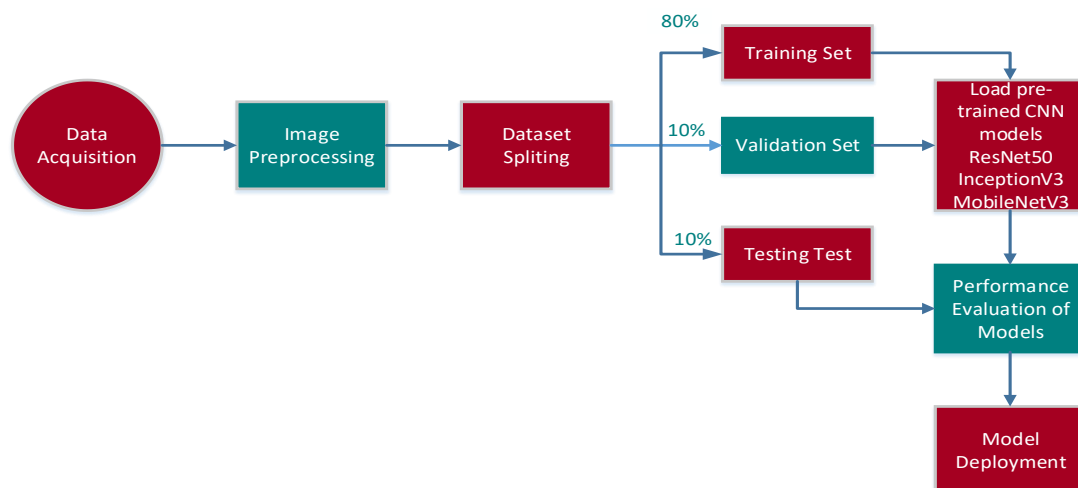 Data
Acquisition
Image
Preprocessing
Dataset
Spliting
80%
Training Set
10%
Validation Set
10%
Testing Test
Load pre-
trained CNN
models
ResNet50
InceptionV3
MobileNetV3
Performance
Evaluation of
Models
Model
Deployment